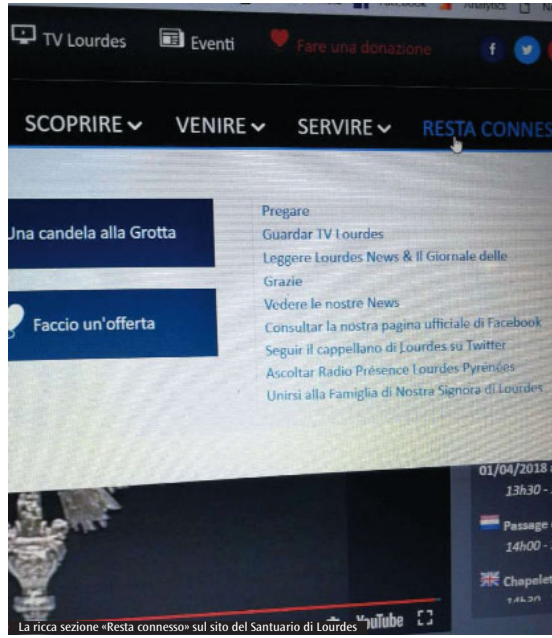 Analytics
TV Lourdes
Eventi
Fare una donazione
f
SCOPRIRE
VENIRE
SERVIRE
RESTA CONNES
Una candela alla Grotta
Faccio un'offerta
Pregare
Guardar TV Lourdes
Leggere Lourdes News & Il Giornale delle
Grazie
Vedere le nostre News
Consultar la nostra pagina ufficiale di Facebook
Seguir il cappellano di Lourdes su Twitter
Ascoltar Radio Présence Lourdes Pyrénées
Unirsi alla Famiglia di Nostra Signora di Lourdes
01/04/2018
13h30 -
Passage
14h00 -
Chapelet
14h30
YouTube
La ricca sezione «Resta connesso» sul sito del Santuario di Lourdes